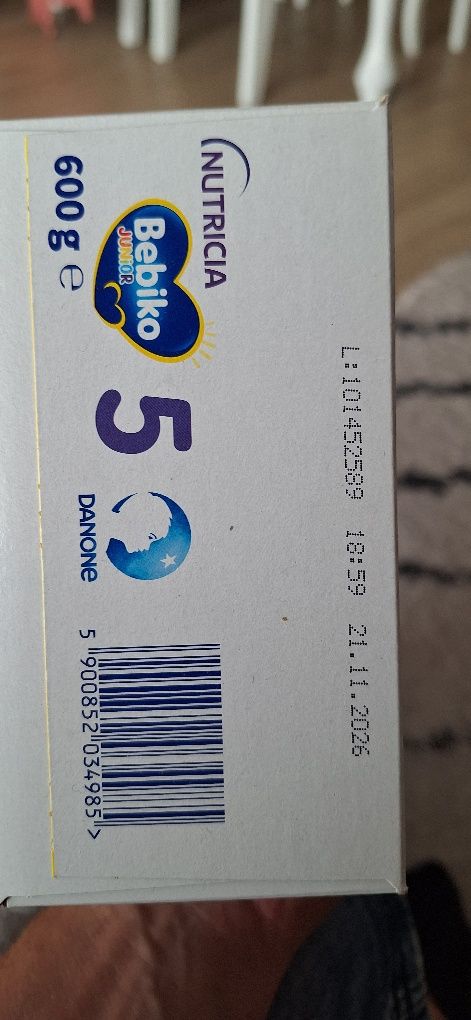 L:101452589 18:59 21.11.2026
NUTRICIA
Bebiko
JUNIOR
5
DANONE
600 g e
5 900852 034985 >